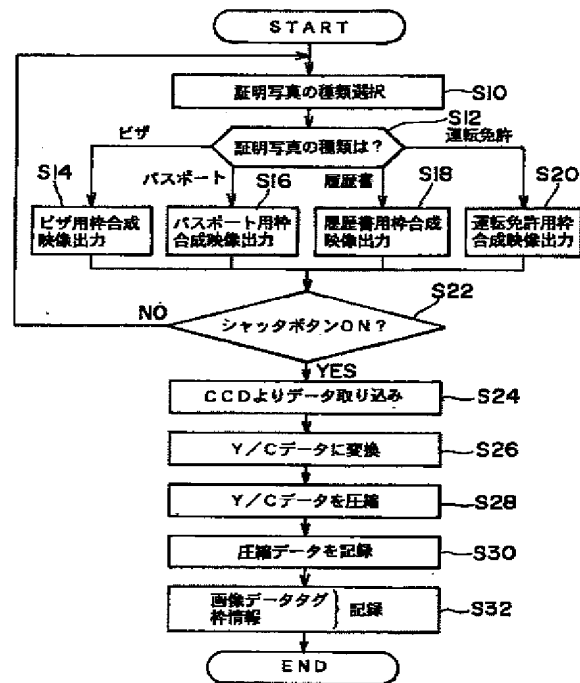 START
証明写真の種類選択
S10
S12
ビザ
証明写真の種類は?
運転免許
S14
パスポート
S16
履歴書
S18
S20
ビザ用枠合成
映像出力
パスポート用枠
合成映像出力
履歴書用枠合成
映像出力
運転免許用枠
合成映像出力
S22
NO
シャッタボタンON?
YES
CCDよりデータ取り込み
S24
Y/Cデータに変換
S26
Y/Cデータを圧縮
S28
圧縮データを記録
S30
画像データタグ
枠情報
}記録
S32
END